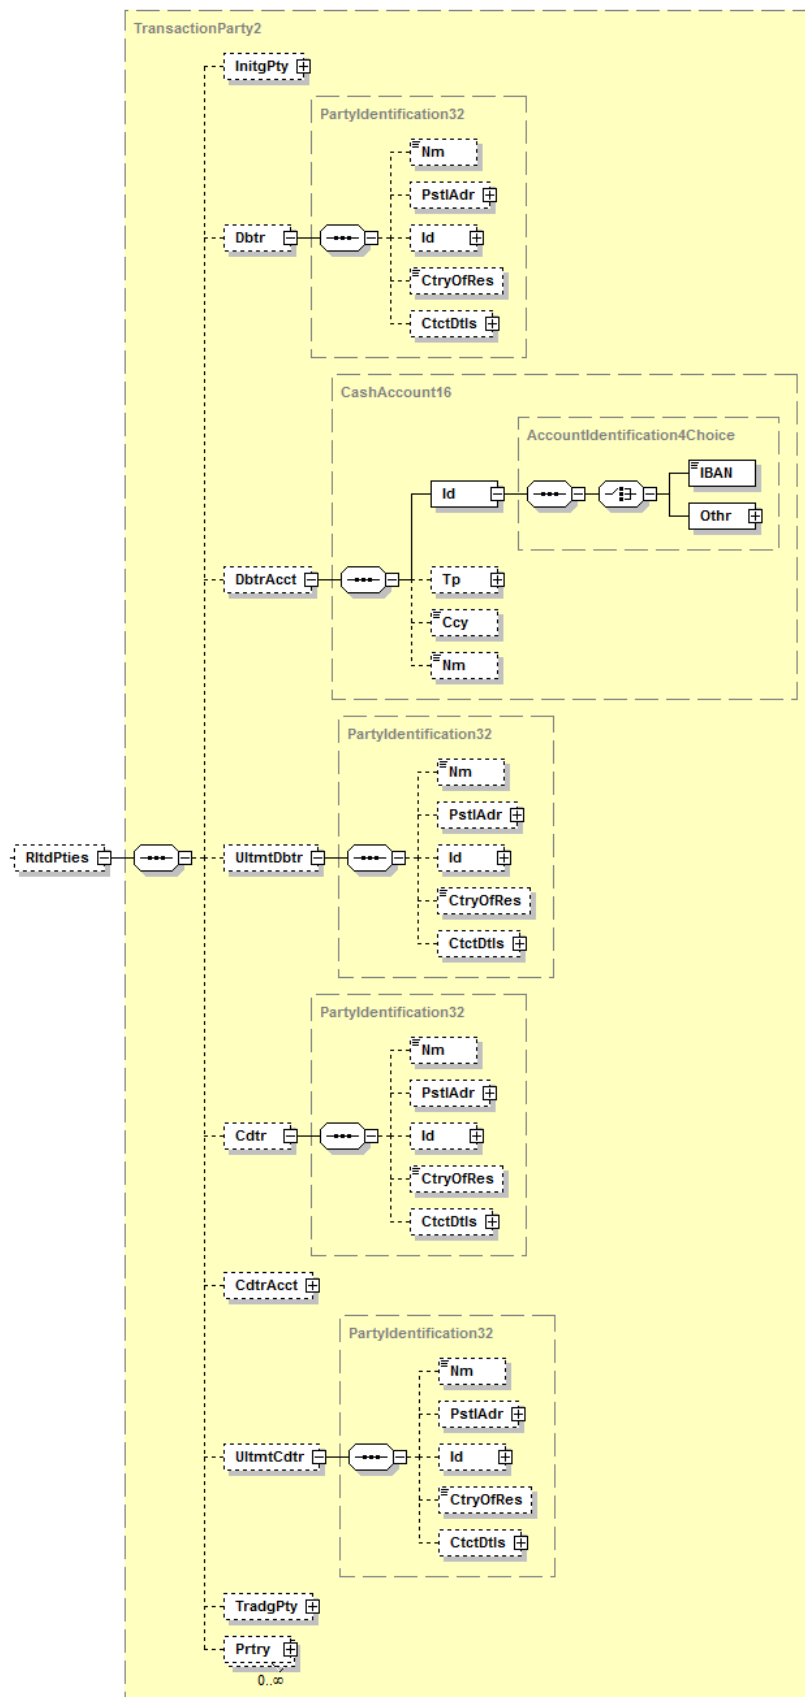 TransactionParty2
InitgPty
PartyIdentification32
Nm
PstlAdr
Dbtr
Id
CtryOfRes
CtctDtls
CashAccount16
AccountIdentification4Choice
IBAN
Id
Othr
DbtrAcct
Tp
Ccy
Nm
PartyIdentification32
Nm
PstlAdr
RltdPties
UltmtDbtr
Id
CtryOfRes
CtctDtls
PartyIdentification32
Nm
PstlAdr
Cdtr
Id
CtryOfRes
CtctDtls
CdtrAcct
PartyIdentification32
Nm
PstlAdr
UltmtCdtr
Id
CtryOfRes
CtctDtls
TradgPty
Prtry
0..∞